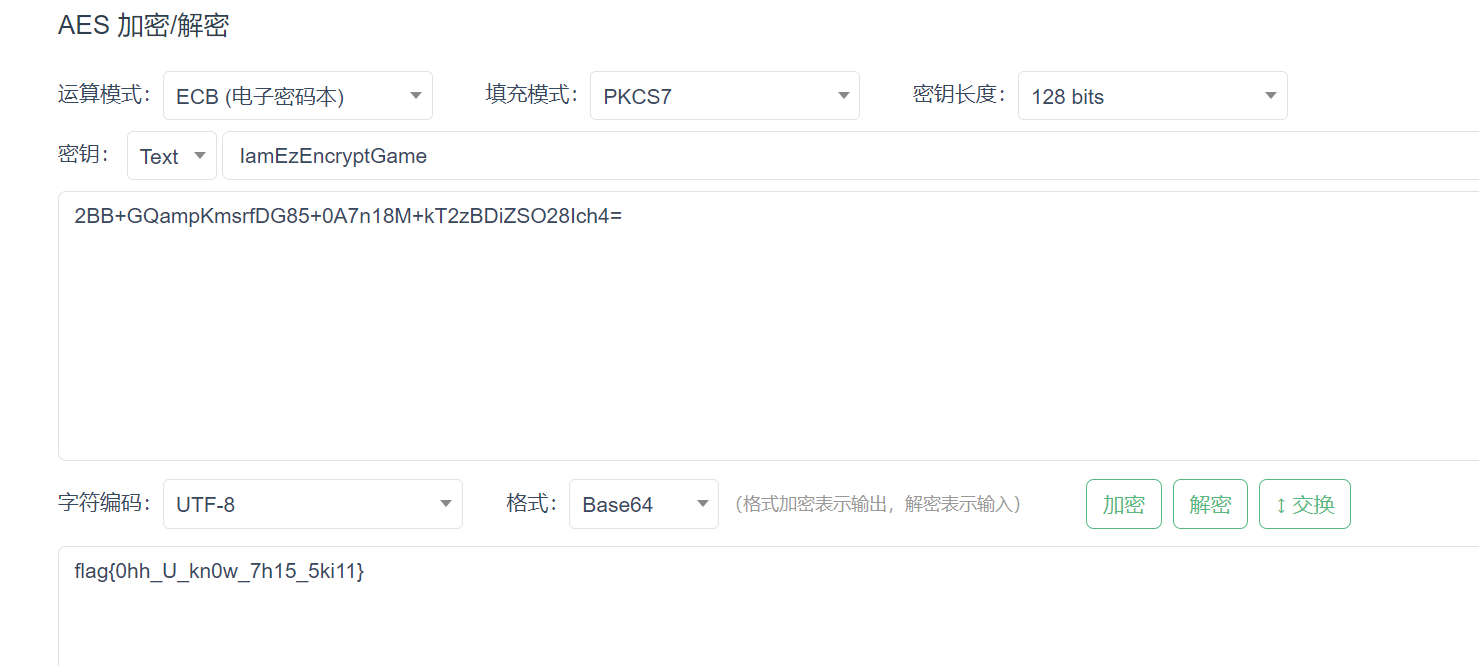 AES 加密/解密
运算模式： ECB (电子密码本) 填充模式： PKCS7 密钥长度： 128 bits
密钥： Text IamEzEncryptGame
2BB+GQampKmsrfDG85+0A7n18M+kT2zBDiZSO28Ich4=
字符编码： UTF-8 格式： Base64 （格式加密表示输出，解密表示输入） 加密 解密 ↕ 交换
flag{0hh_U_kn0w_7h15_5ki11}